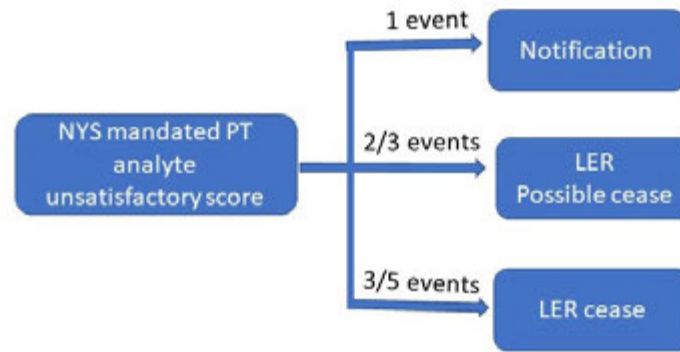 NYS mandated PT
analyte
unsatisfactory score
1 event
Notification
2/3 events
LER
Possible cease
3/5 events
LER cease